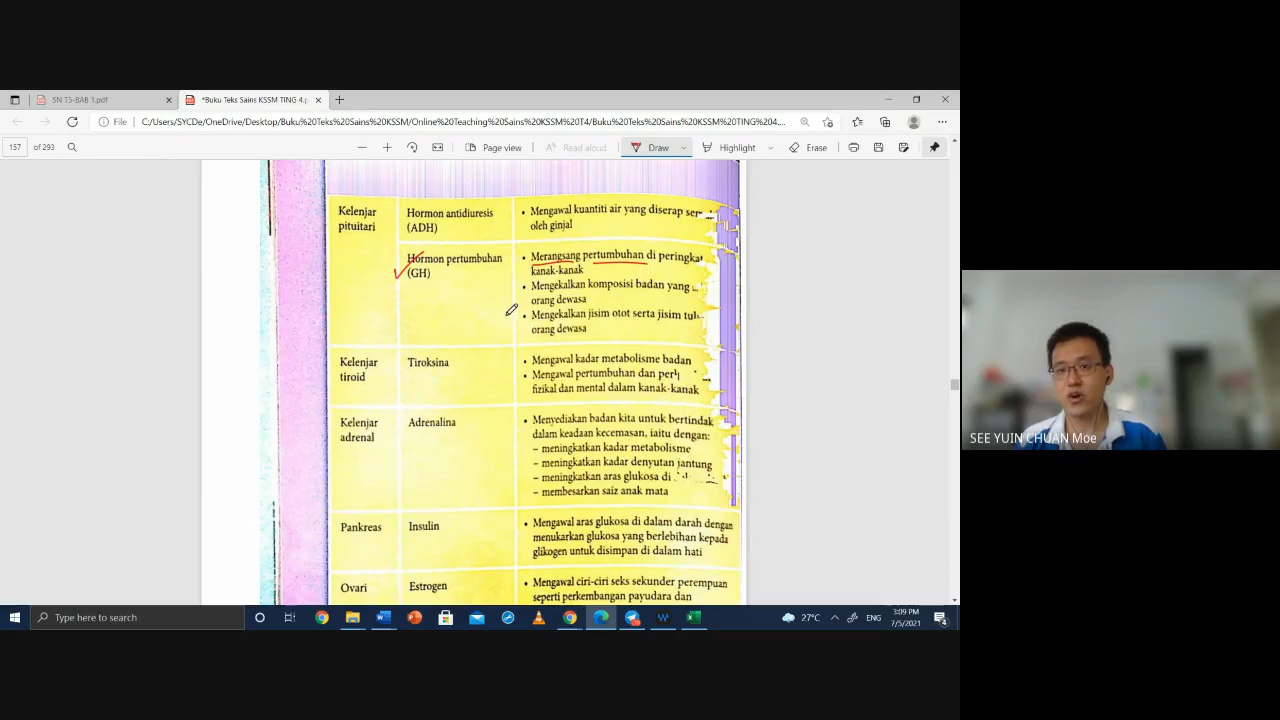 SN T5-BAB 1.pdf
*Buku Teks Sains KSSM TING 4.p
File
C:/Users/SYCDe/OneDrive/Desktop/Buku%20Teks%20Sains%20KSSM/Online%20Teaching%20Sains%20KSSM%20T4/Buku%20Teks%20Sains%20KSSM%20TING%204,...
157 of 293
Page view
Read aloud
Draw
Highlight
Erase
Kelenjar
pituitari
Hormon antidiuresis
(ADH)
• Mengawal kuantiti air yang diserap
oleh ginjal
Hormon pertumbuhan
(GH)
• Merangsang pertumbuhan di peringkat
kanak-kanak
• Mengekalkan komposisi badan yang
orang dewasa
• Mengekalkan jisim otot serta jisim
orang dewasa
Kelenjar
tiroid
Tiroksina
• Mengawal kadar metabolisme badan
• Mengawal pertumbuhan dan
fizikal dan mental dalam kanak-kanak
Kelenjar
adrenal
Adrenalina
• Menyediakan badan kita untuk bertindak
dalam keadaan kecemasan, iaitu dengan:
– meningkatkan kadar metabolisme
– meningkatkan kadar denyutan jantung
– meningkatkan aras glukosa di
– membesarkan saiz anak mata
Pankreas
Insulin
• Mengawal aras glukosa di dalam darah dengan
menukarkan glukosa yang berlebihan kepada
glikogen untuk disimpan di dalam hati
Ovari
Estrogen
• Mengawal ciri-ciri seks sekunder perempuan
seperti perkembangan payudara dan
SEE YUIN CHUAN Moe
Type here to search
27°C
ENG
3:09 PM
7/5/2021
4